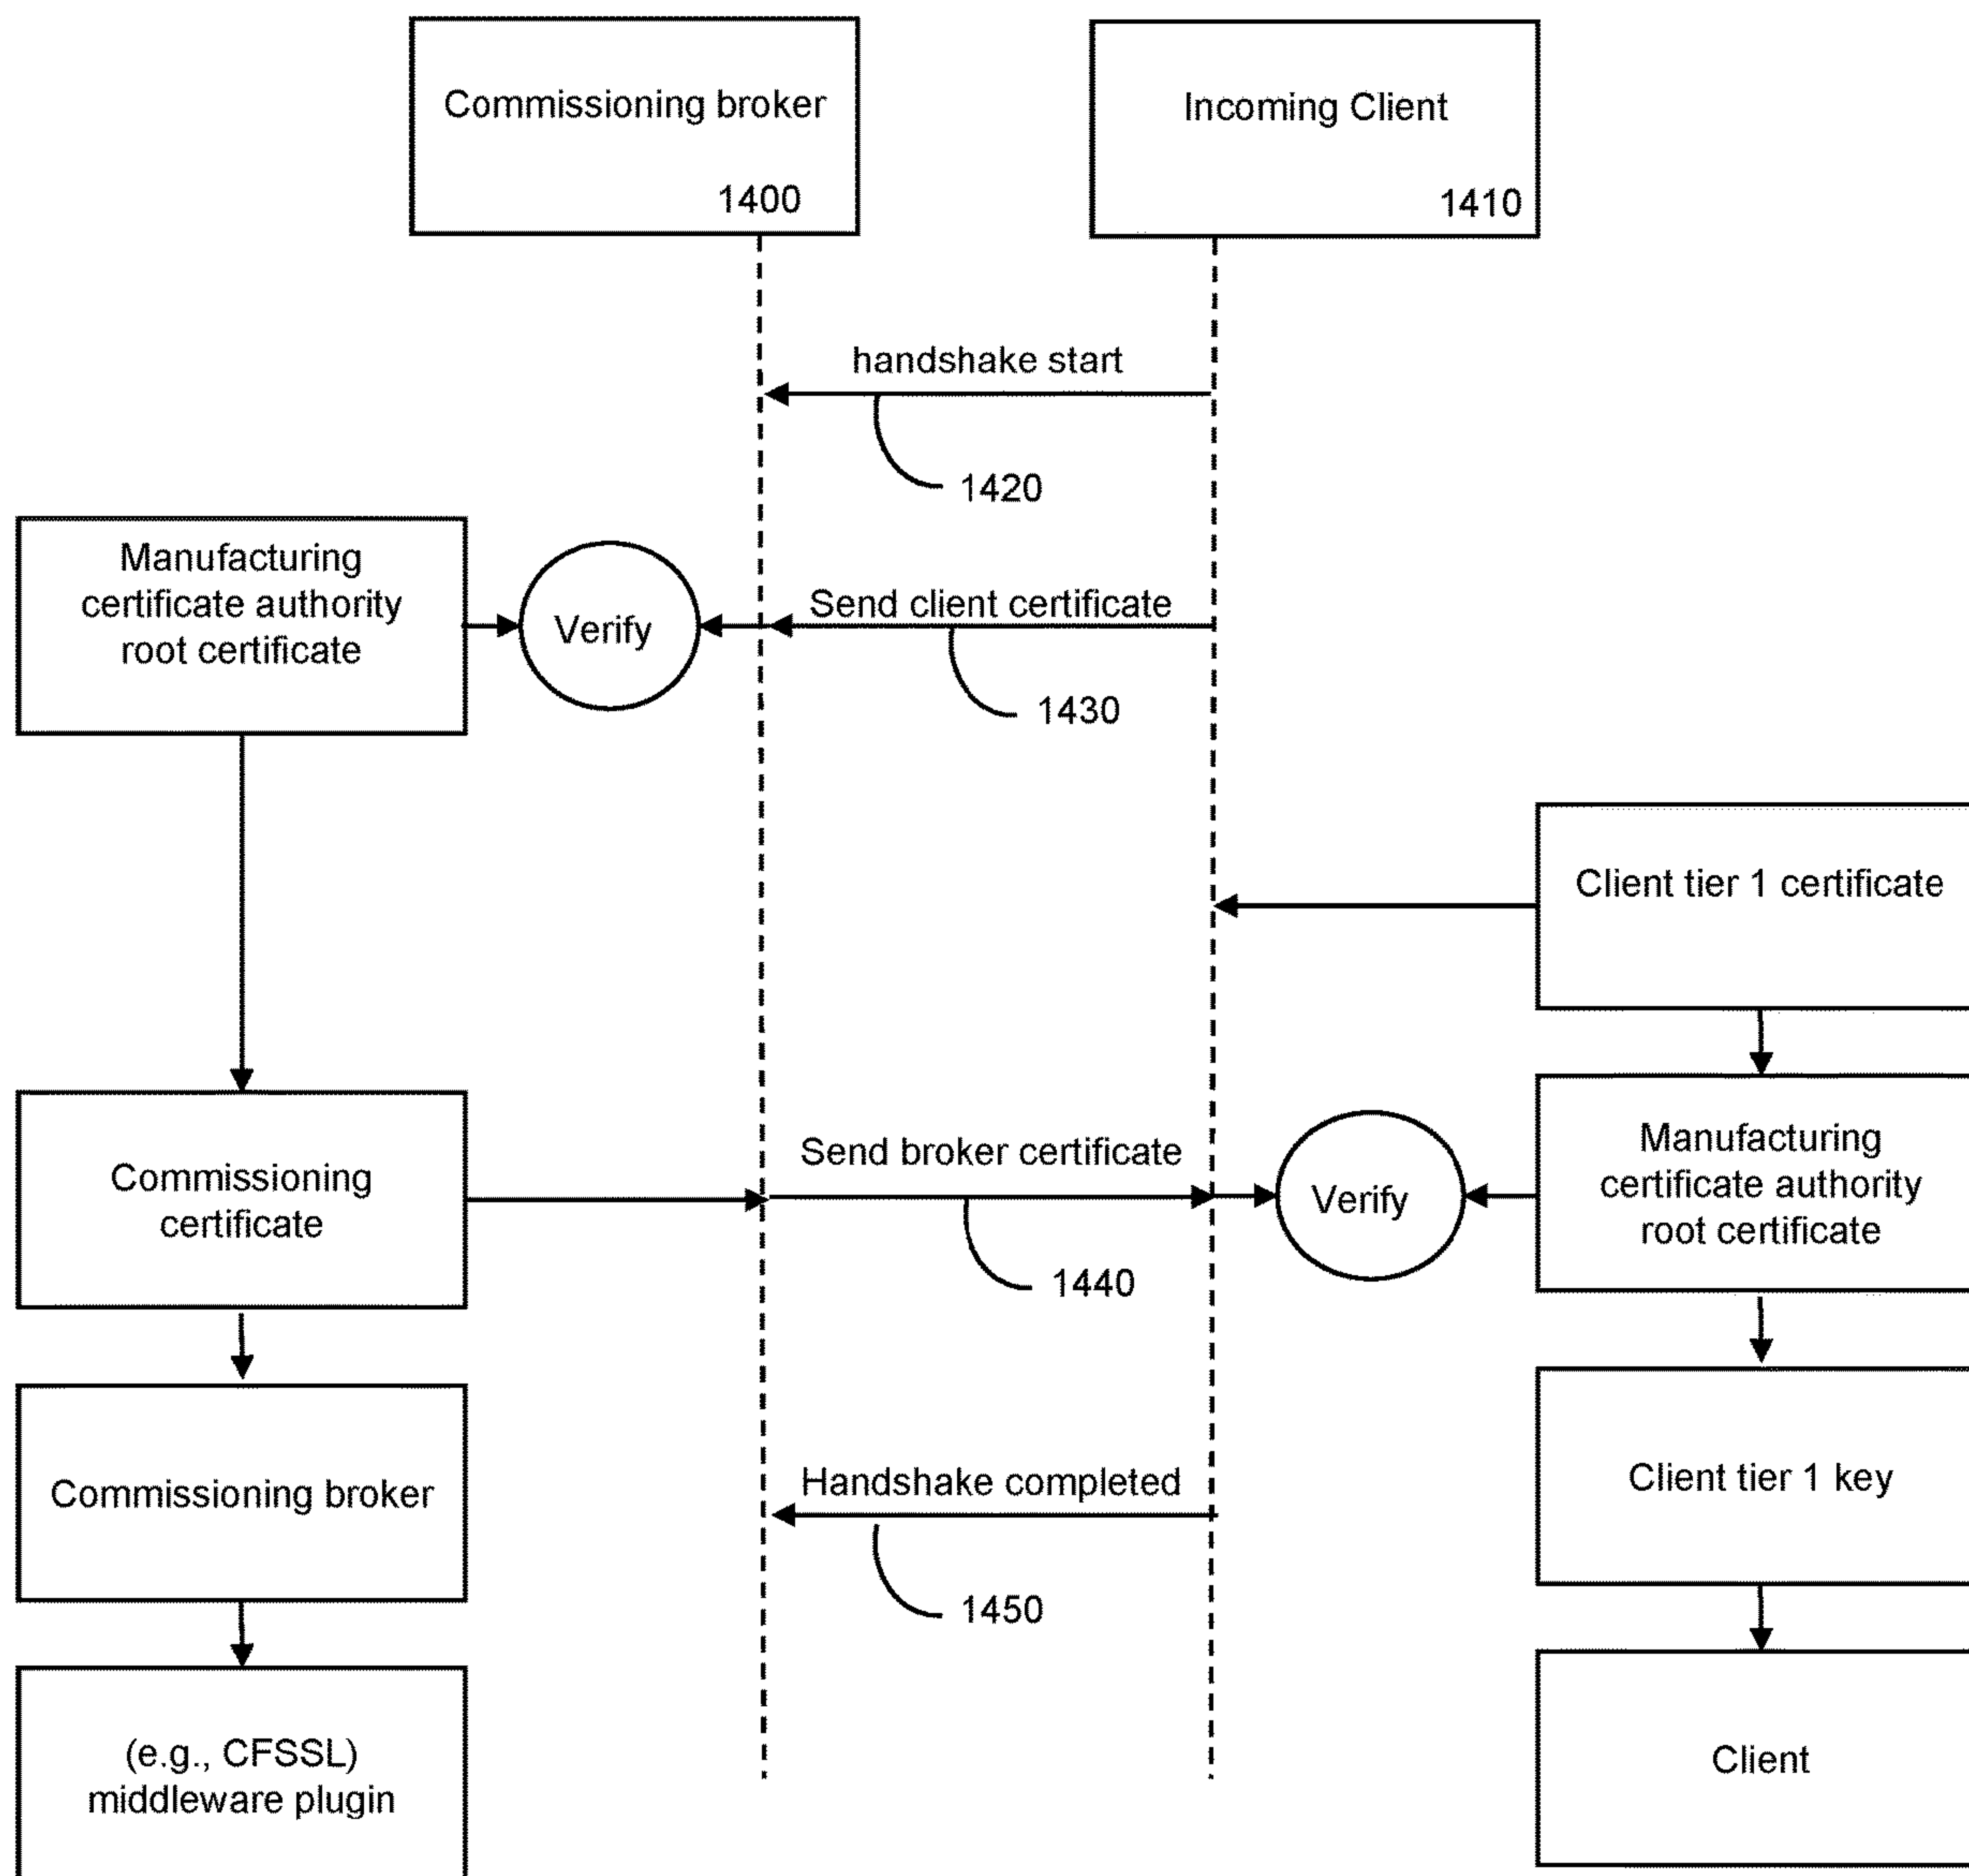 Commissioning broker
1400
Incoming Client
1410
handshake start
1420
Manufacturing
certificate authority
root certificate
Verify
Send client certificate
1430
Client tier 1 certificate
Commissioning
certificate
Send broker certificate
1440
Verify
Manufacturing
certificate authority
root certificate
Commissioning broker
Handshake completed
1450
Client tier 1 key
(e.g., CFSSL)
middleware plugin
Client